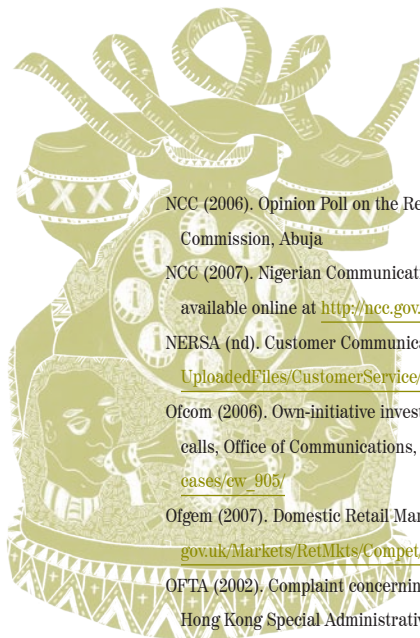 NCC (2006). Opinion Poll on the Re
Commission, Abuja
NCC (2007). Nigerian Communicat
available online at http://ncc.gov.
NERSA (nd). Customer Communica
UploadedFiles/CustomerService/
Ofcom (2006). Own-initiative invest
calls, Office of Communications,
cases/cw_905/
Ofgem (2007). Domestic Retail Mar
gov.uk/Markets/RetMkts/Compet/
OFTA (2002). Complaint concernin
Hong Kong Special Administrativ